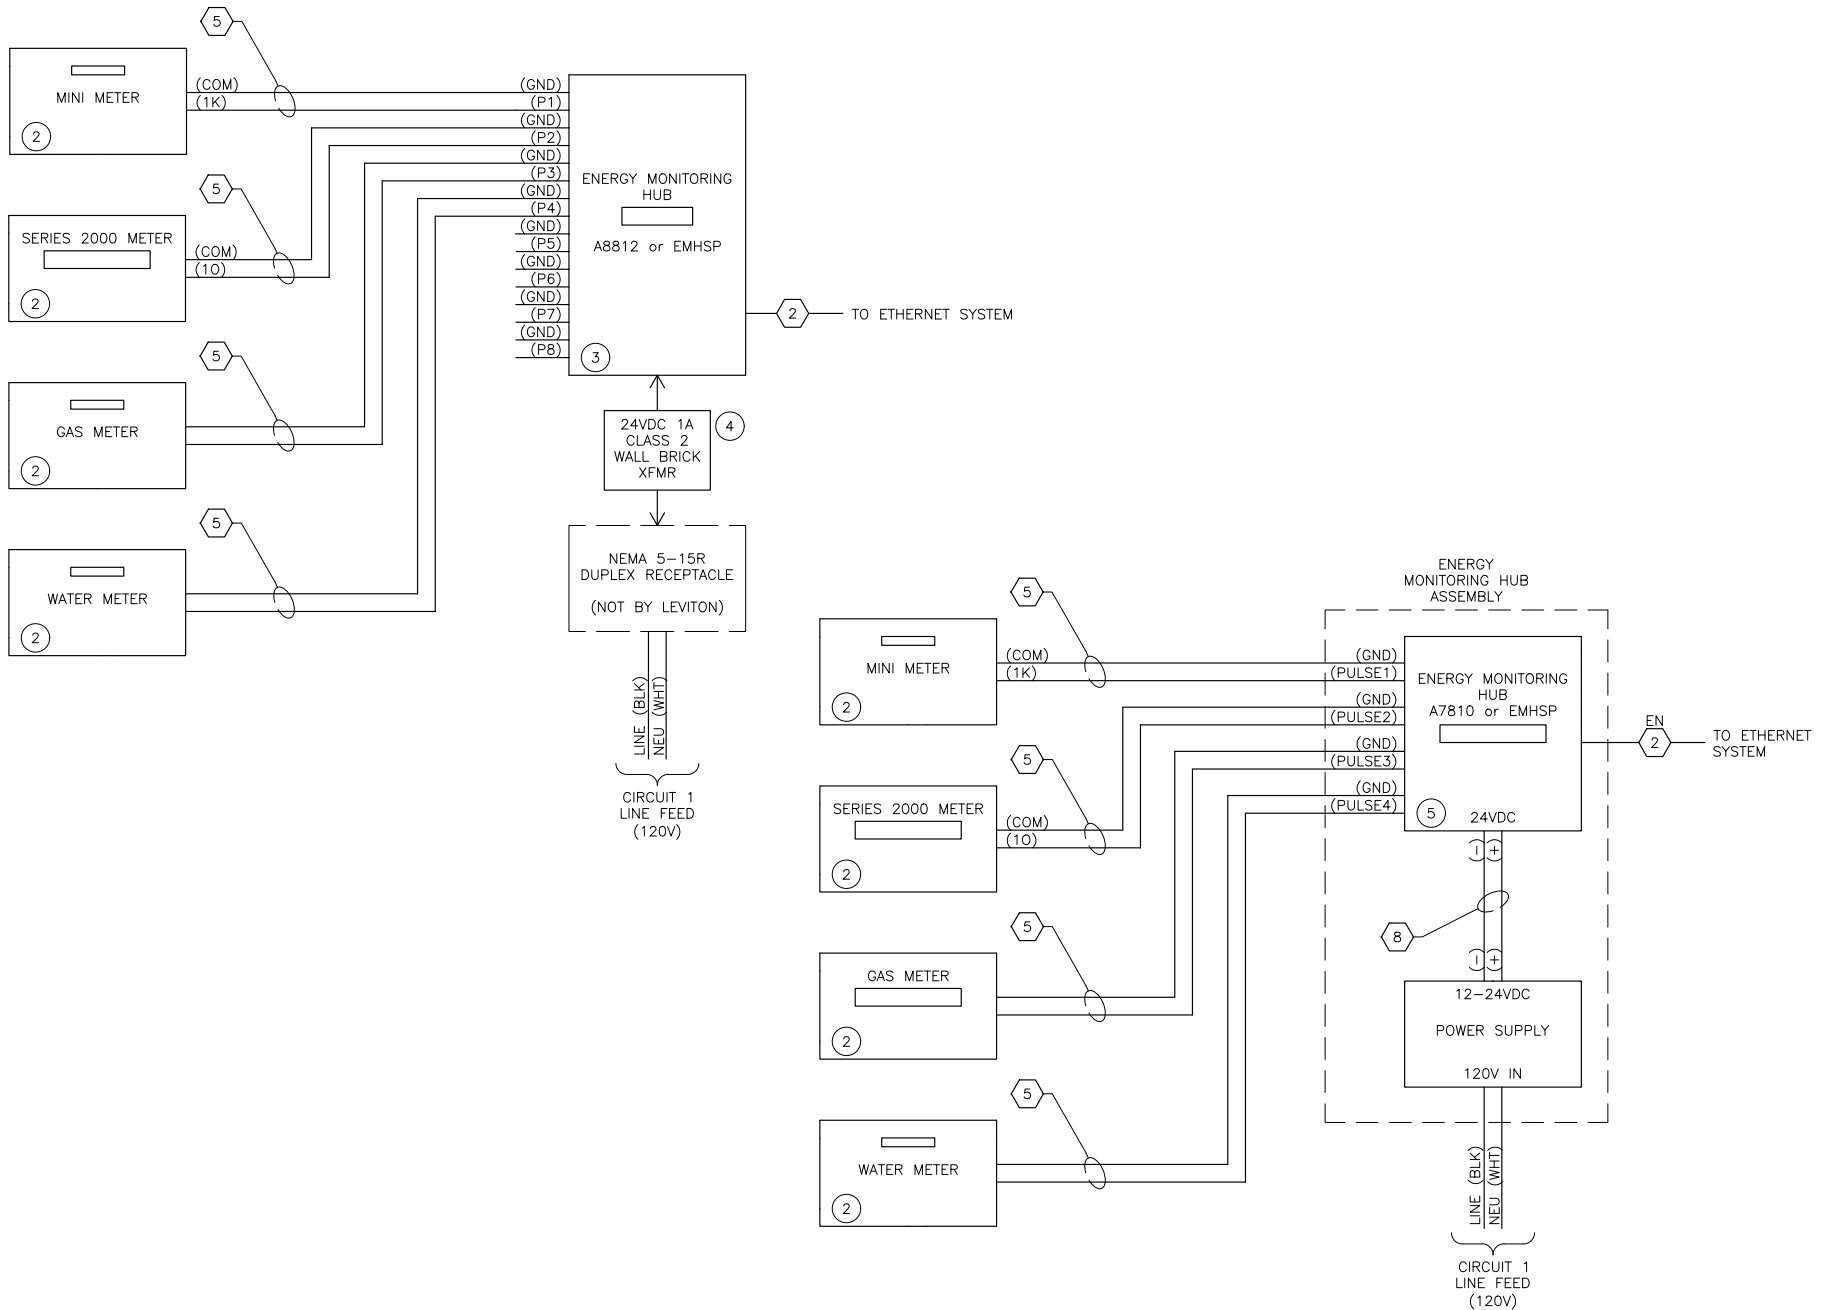 5
MINI METER
2
(COM)
(1K)
5
SERIES 2000 METER
2
(COM)
(10)
5
GAS METER
2
5
WATER METER
2
(GND)
(P1)
(GND)
(P2)
(GND)
(P3)
(GND)
(P4)
(GND)
(P5)
(GND)
(P6)
(GND)
(P7)
(GND)
(P8)
ENERGY MONITORING
HUB
A8812 or EMHSP
3
2
TO ETHERNET SYSTEM
24VDC 1A
CLASS 2
WALL BRICK
XFMR
4
NEMA 5-15R
DUPLEX RECEPTACLE
(NOT BY LEVITON)
LINE (BLK)
NEU (WHT)
CIRCUIT 1
LINE FEED
(120V)
5
MINI METER
2
(COM)
(1K)
5
SERIES 2000 METER
2
(COM)
(10)
5
GAS METER
2
5
WATER METER
2
ENERGY
MONITORING HUB
ASSEMBLY
(GND)
(PULSE1)
(GND)
(PULSE2)
(GND)
(PULSE3)
(GND)
(PULSE4)
ENERGY MONITORING
HUB
A7810 or EMHSP
5
24VDC
EN
2
TO ETHERNET
SYSTEM
(-)
(+)
8
(-)
(+)
12-24VDC
POWER SUPPLY
120V IN
LINE (BLK)
NEU (WHT)
CIRCUIT 1
LINE FEED
(120V)